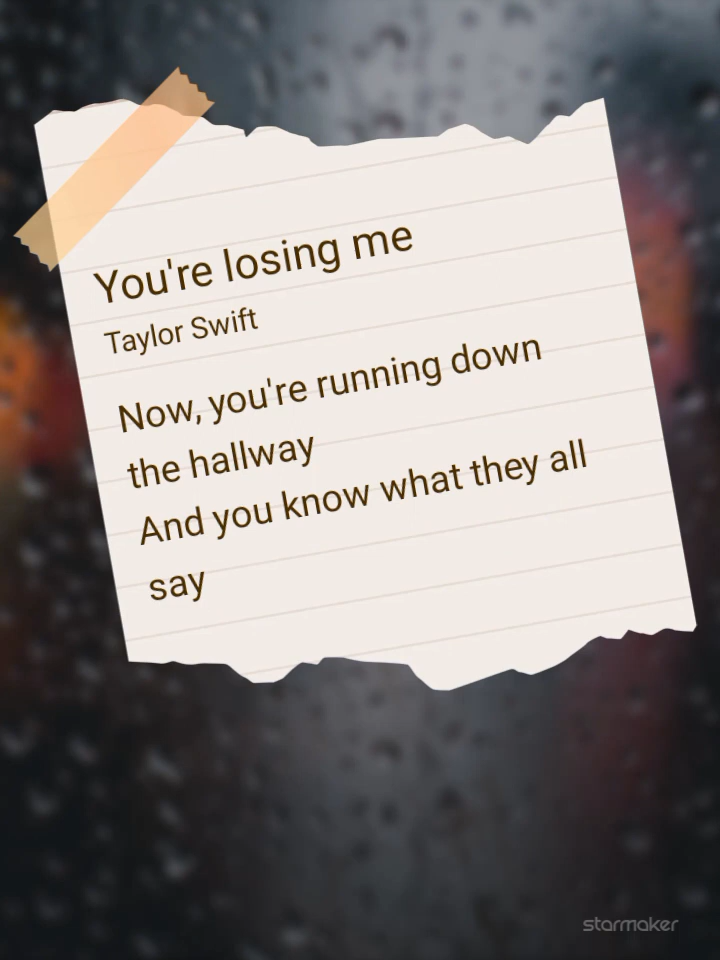 You're losing me
Taylor Swift
Now, you're running down
the hallway
And you know what they all
say
starmaker